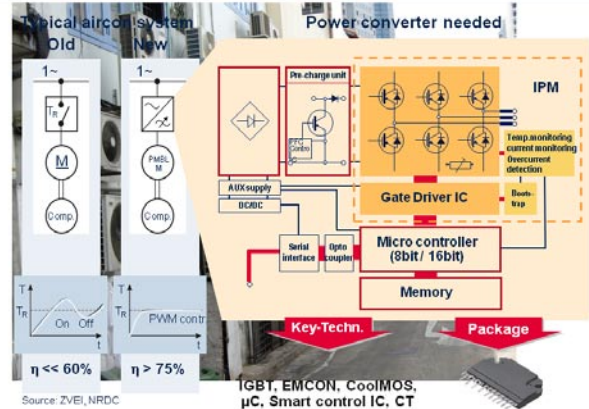 Typical aircon system
Old
New
Power converter needed
1~
1~
Pre-charge unit
IPM
TR
M
PMBL
M
PFC
Temp.monitoring
current monitoring
Overcurrent
detection
AUX supply
Gate Driver IC
Boots-
trap
DC/DC
Comp.
Comp.
Serial
interface
Opto
coupler
Micro controller
(8bit / 16bit)
Memory
T
TR
On
Off
t
T
TR
PWM contr.
t
Key-Techn.
Package
η << 60%
η > 75%
IGBT, EMCON, CoolMOS,
µC, Smart control IC, CT
Source: ZVEI, NRDC